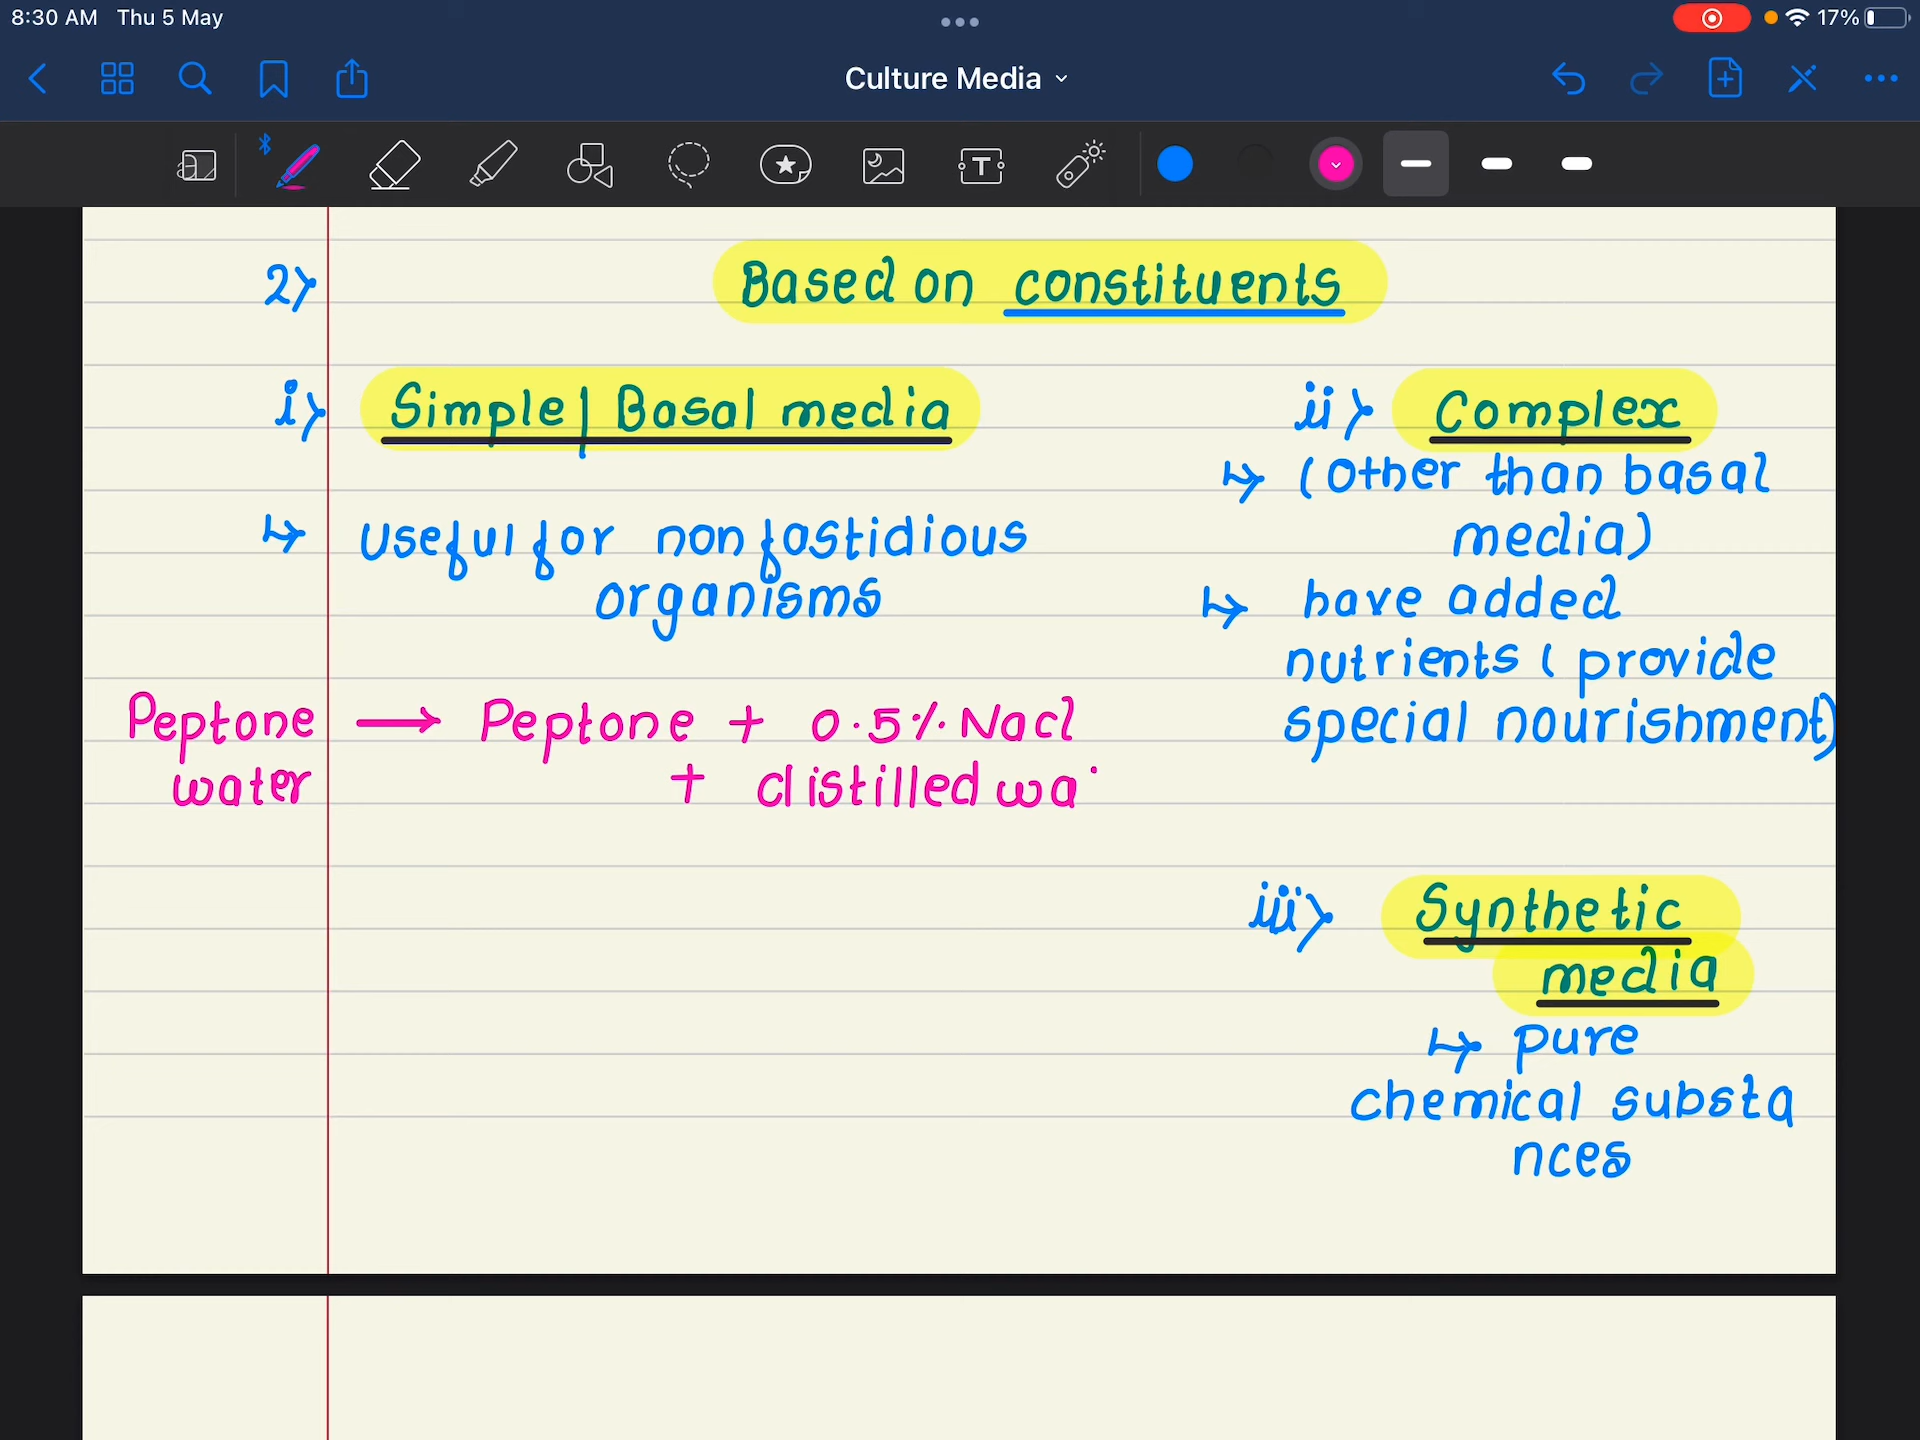 8:30 AM Thu 5 May
17%
Culture Media
2) Based on constituents
i) Simple | Basal media
↳ useful for non fastidious
organisms
Peptone → Peptone + 0.5% Nacl
water + distilled wa
ii) Complex
↳ (other than basal
media)
↳ have added
nutrients ( provide
special nourishment)
iii) Synthetic
media
↳ pure
chemical substa
nces